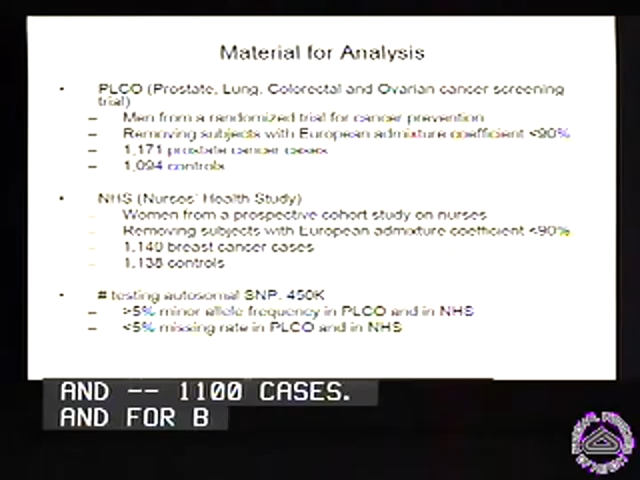 Material for Analysis
• PLCO (Prostate, Lung, Colorectal and Ovarian cancer screening
trial)
– Men from a randomized trial for cancer prevention
– Removing subjects with European admixture coefficient <90%
– 1,171 prostate cancer cases
– 1,094 controls
• NHS (Nurses' Health Study)
– Women from a prospective cohort study on nurses
– Removing subjects with European admixture coefficient <90%
– 1,140 breast cancer cases
– 1,138 controls
• # testing autosomal SNP: 450K
– >5% minor allele frequency in PLCO and in NHS
– <5% missing rate in PLCO and in NHS
AND -- 1100 CASES.
AND FOR B